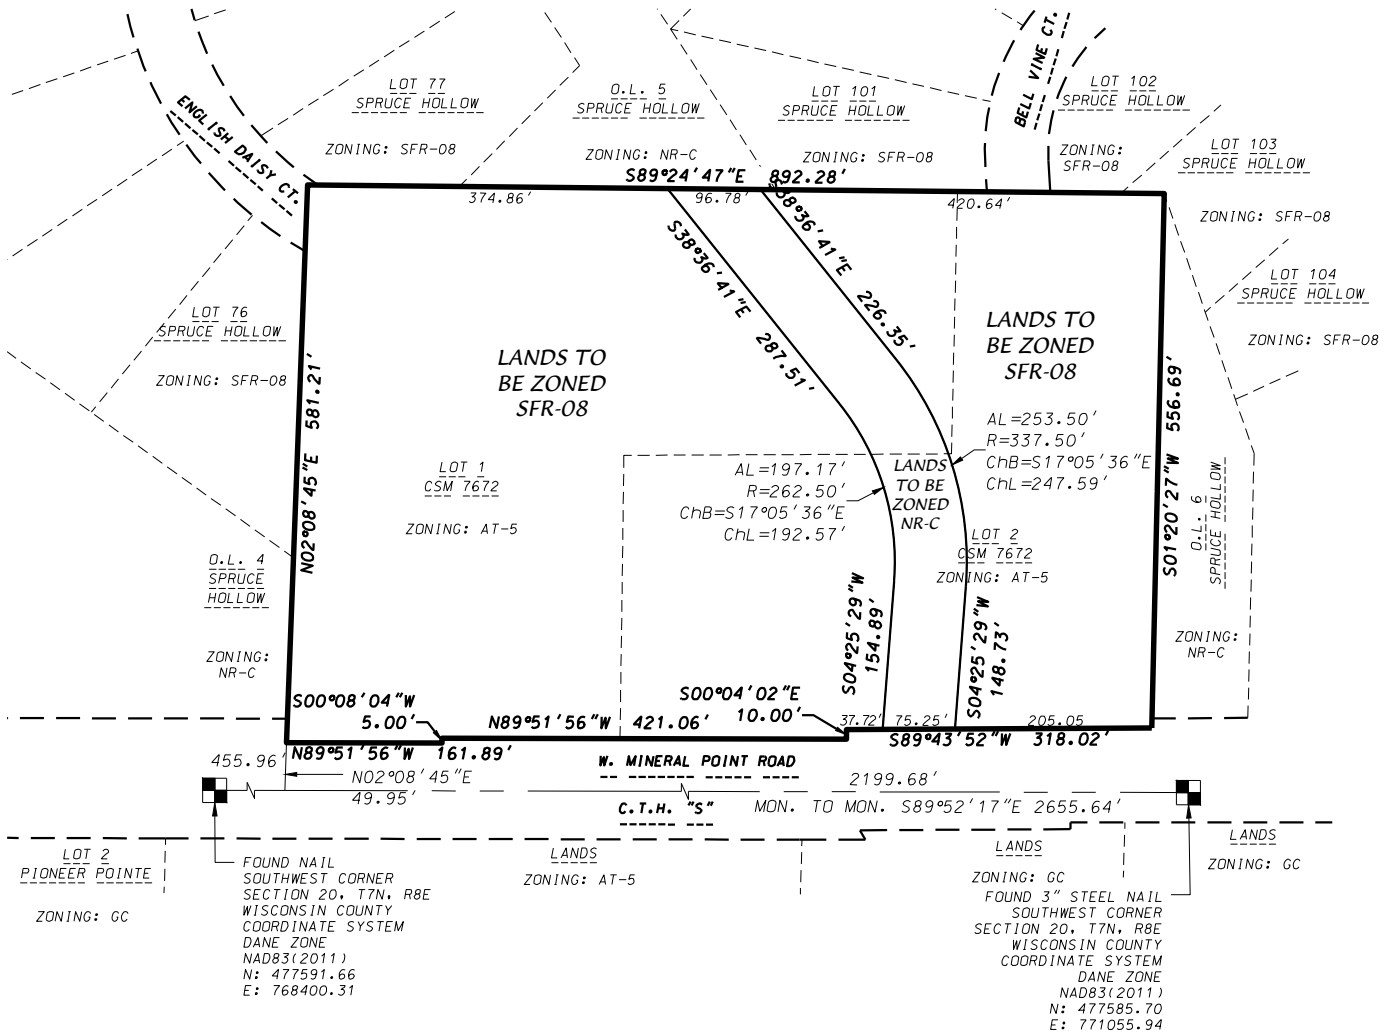 ENGLISH DAISY CT.
LOT 77
SPRUCE HOLLOW
ZONING: SFR-08
O.L. 5
SPRUCE HOLLOW
ZONING: NR-C
LOT 101
SPRUCE HOLLOW
ZONING: SFR-08
BELL VINE CT.
LOT 102
SPRUCE HOLLOW
ZONING:
SFR-08
LOT 103
SPRUCE HOLLOW
ZONING: SFR-08
LOT 104
SPRUCE HOLLOW
ZONING: SFR-08
S89°24'47"E 892.28'
374.86'
96.78'
420.64'
S38°36'41"E 287.51'
S38°36'41"E 226.35'
LOT 76
SPRUCE HOLLOW
ZONING: SFR-08
N02°08'45"E 581.21'
LANDS TO
BE ZONED
SFR-08
LANDS TO
BE ZONED
SFR-08
S01°20'27"W 556.69'
AL=253.50'
R=337.50'
ChB=S17°05'36"E
ChL=247.59'
AL=197.17'
R=262.50'
ChB=S17°05'36"E
ChL=192.57'
LANDS
TO BE
ZONED
NR-C
LOT 1
CSM 7672
ZONING: AT-5
LOT 2
CSM 7672
ZONING: AT-5
O.L. 6
SPRUCE HOLLOW
ZONING:
NR-C
O.L. 4
SPRUCE
HOLLOW
ZONING:
NR-C
S04°25'29"W
154.89'
S04°25'29"W
148.73'
S00°08'04"W
5.00'
N89°51'56"W 421.06'
S00°04'02"E
10.00'
37.72'
75.25'
205.05
S89°43'52"W 318.02'
N89°51'56"W 161.89'
455.96'
N02°08'45"E
49.95'
W. MINERAL POINT ROAD
C.T.H. "S"
2199.68'
MON. TO MON. S89°52'17"E 2655.64'
LOT 2
PIONEER POINTE
ZONING: GC
LANDS
ZONING: AT-5
LANDS
ZONING: GC
LANDS
ZONING: GC
FOUND NAIL
SOUTHWEST CORNER
SECTION 20, T7N, R8E
WISCONSIN COUNTY
COORDINATE SYSTEM
DANE ZONE
NAD83(2011)
N: 477591.66
E: 768400.31
FOUND 3" STEEL NAIL
SOUTHWEST CORNER
SECTION 20, T7N, R8E
WISCONSIN COUNTY
COORDINATE SYSTEM
DANE ZONE
NAD83(2011)
N: 477585.70
E: 771055.94